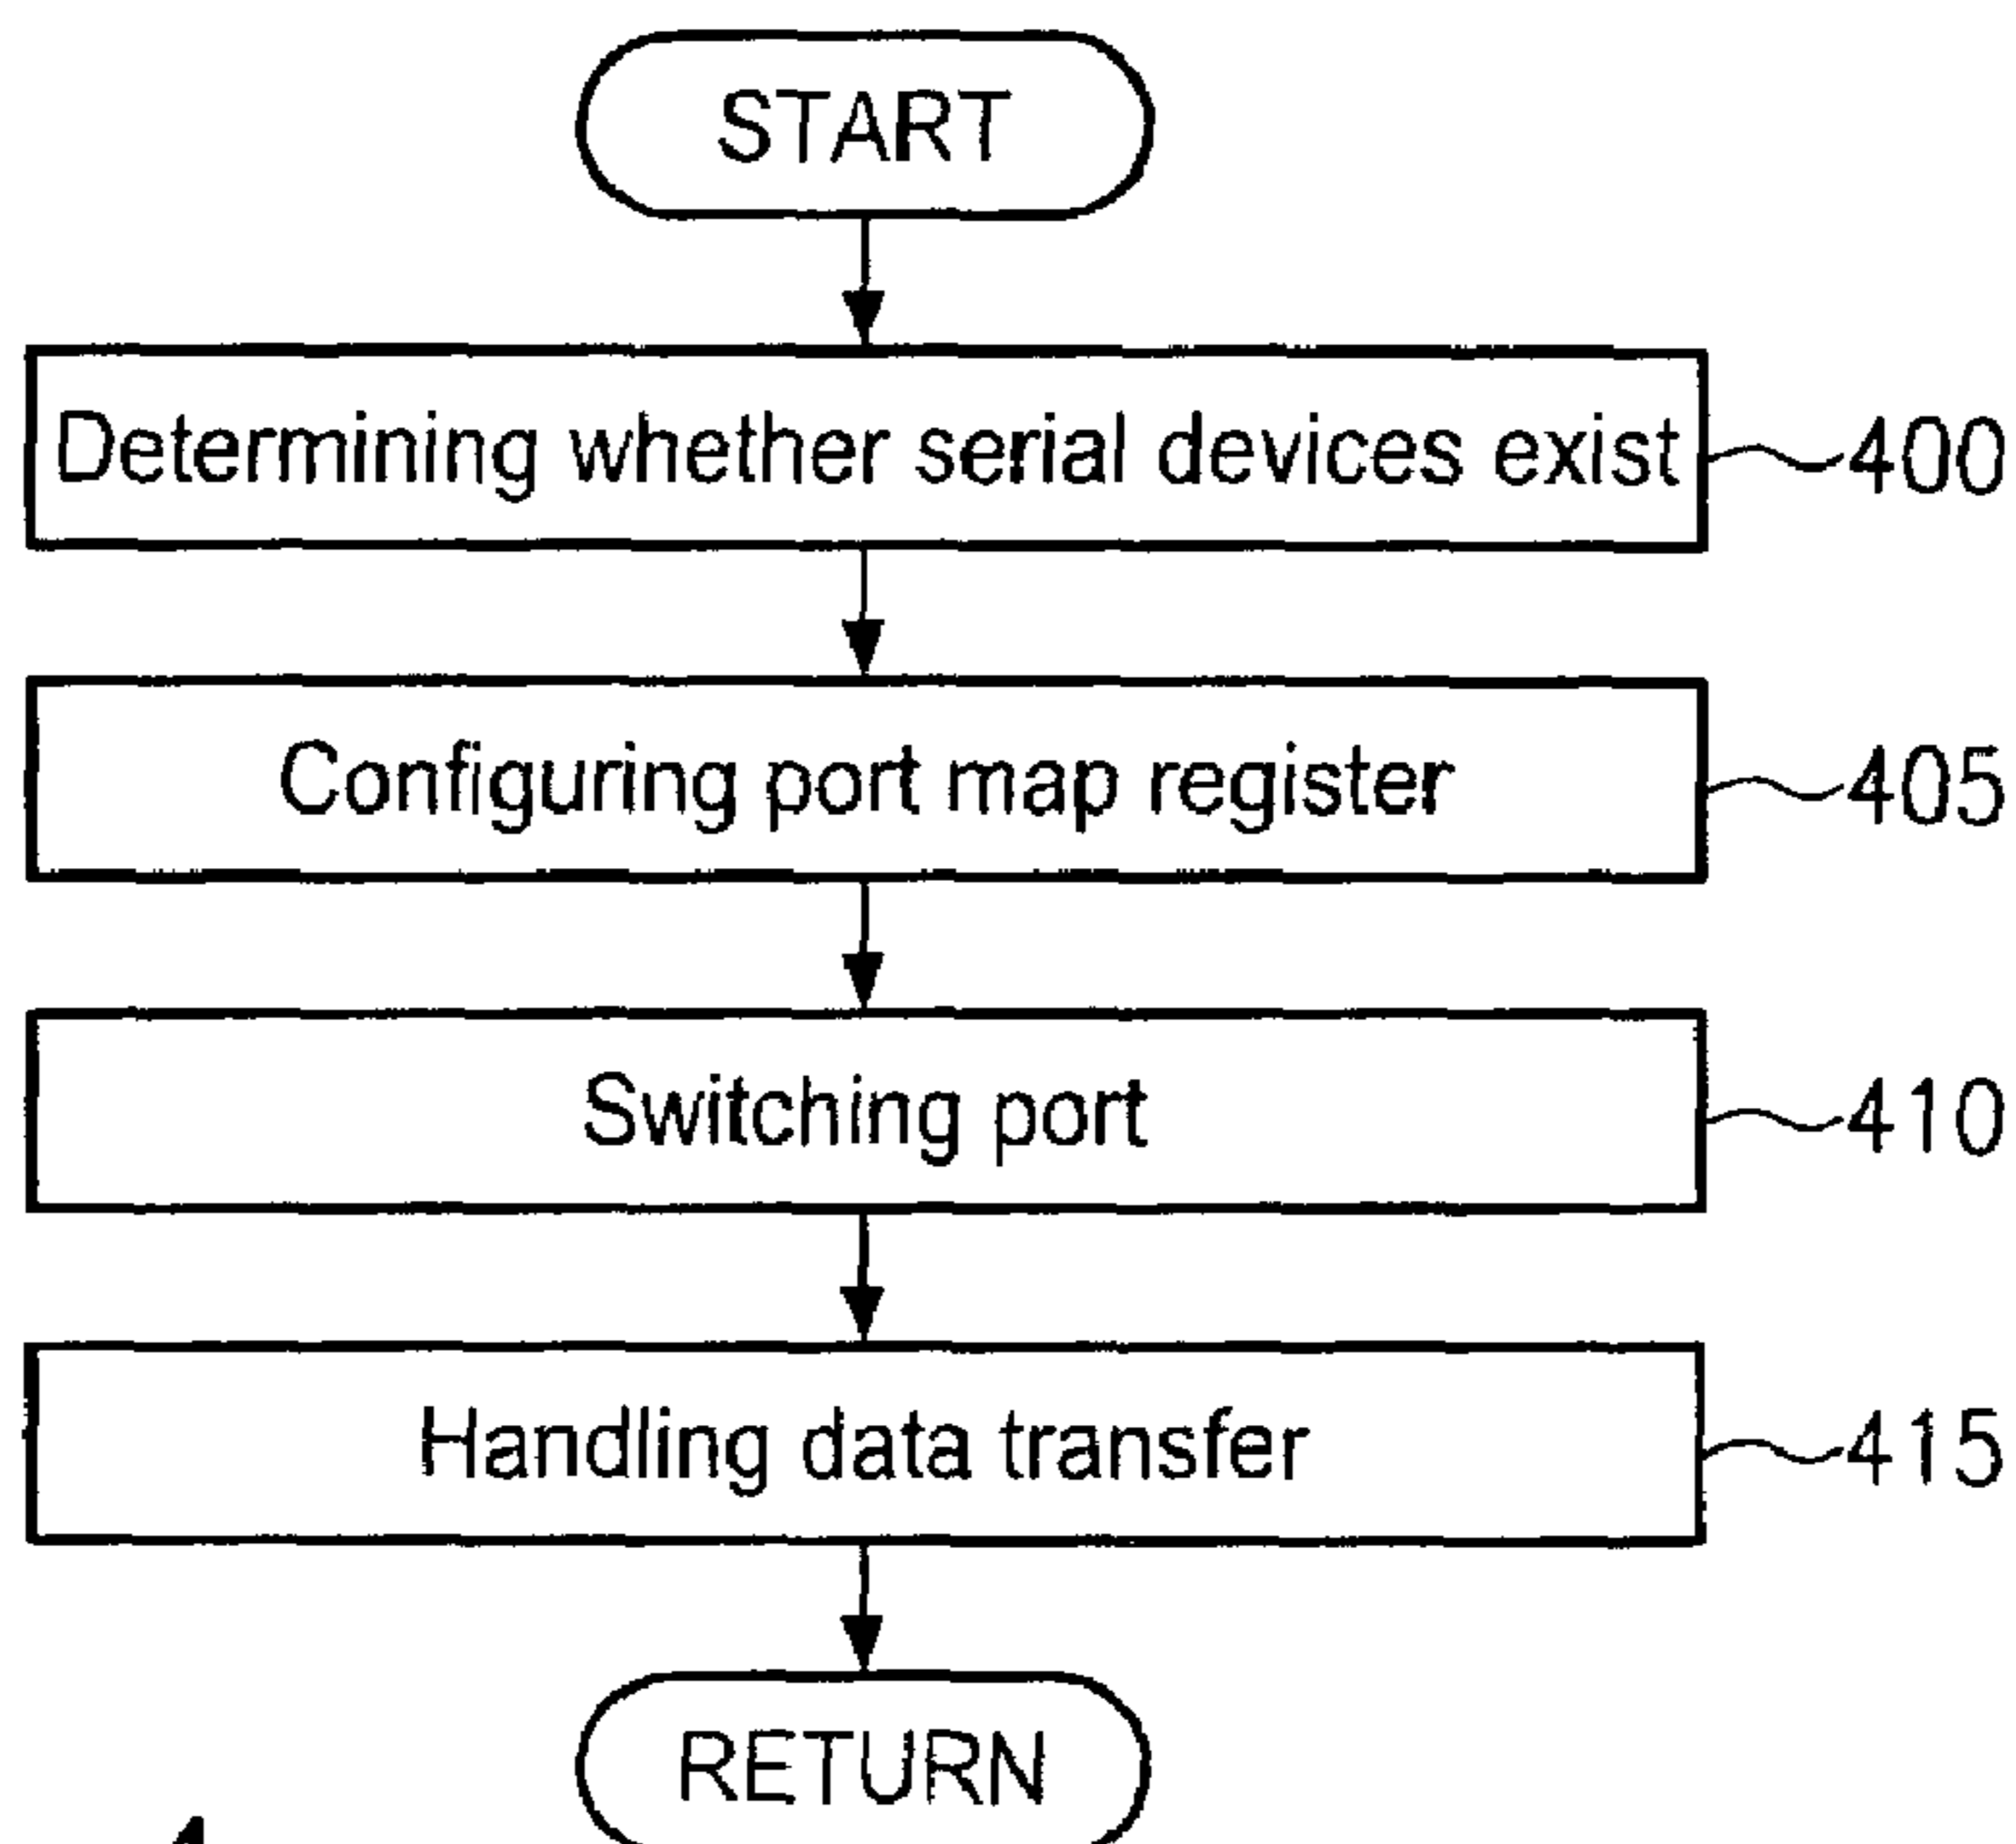 START
Determining whether serial devices exist 400
Configuring port map register 405
Switching port 410
Handling data transfer 415
RETURN